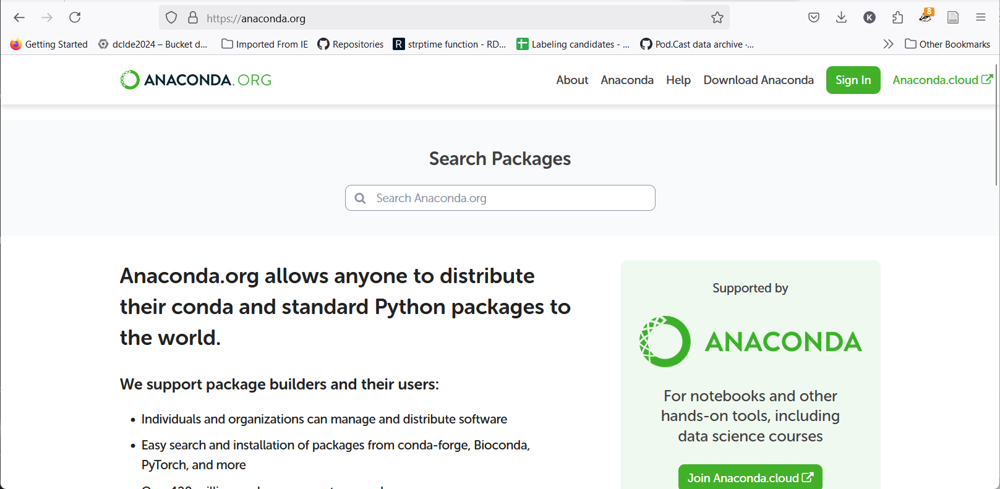 https://anaconda.org
K
8
Getting Started
dclde2024 – Bucket d...
Imported From IE
Repositories
R
strptime function - RD...
Labeling candidates - ...
Pod.Cast data archive ·...
Other Bookmarks
ANACONDA.ORG
About
Anaconda
Help
Download Anaconda
Sign In
Anaconda.cloud
Search Packages
Search Anaconda.org
Anaconda.org allows anyone to distribute
their conda and standard Python packages to
the world.
We support package builders and their users:
• Individuals and organizations can manage and distribute software
• Easy search and installation of packages from conda-forge, Bioconda,
PyTorch, and more
Supported by
ANACONDA
For notebooks and other
hands-on tools, including
data science courses
Join Anaconda.cloud